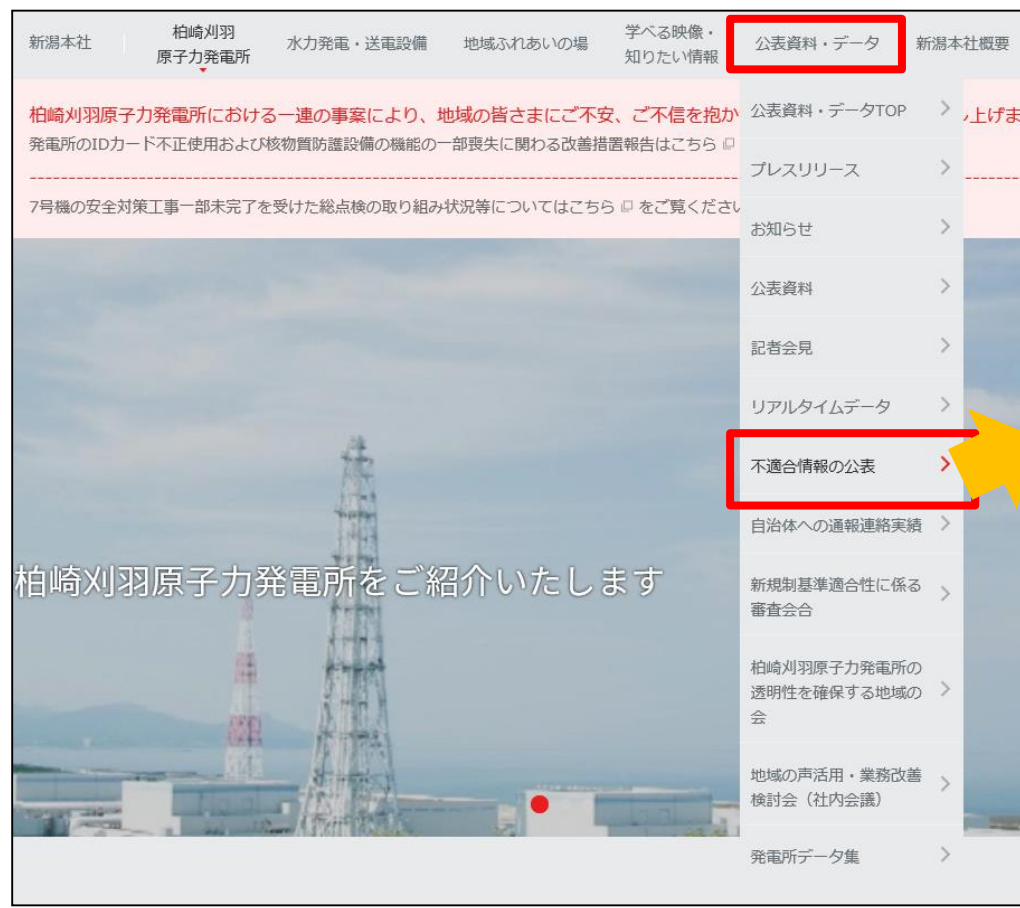 新潟本社
柏崎刈羽
原子力発電所
水力発電・送電設備
地域ふれあいの場
学べる映像・
知りたい情報
公表資料・データ
新潟本社概要
柏崎刈羽原子力発電所における一連の事案により、地域の皆さまにご不安、ご不信を抱か
し上げま
発電所のIDカード不正使用および核物質防護設備の機能の一部喪失に関わる改善措置報告はこちら
7号機の安全対策工事一部未完了を受けた総点検の取り組み状況等についてはこちら をご覧くださ
公表資料・データTOP
プレスリリース
お知らせ
公表資料
記者会見
リアルタイムデータ
不適合情報の公表
自治体への通報連絡実績
新規制基準適合性に係る
審査会合
柏崎刈羽原子力発電所の
透明性を確保する地域の
会
地域の声活用・業務改善
検討会（社内会議）
発電所データ集
柏崎刈羽原子力発電所をご紹介いたします